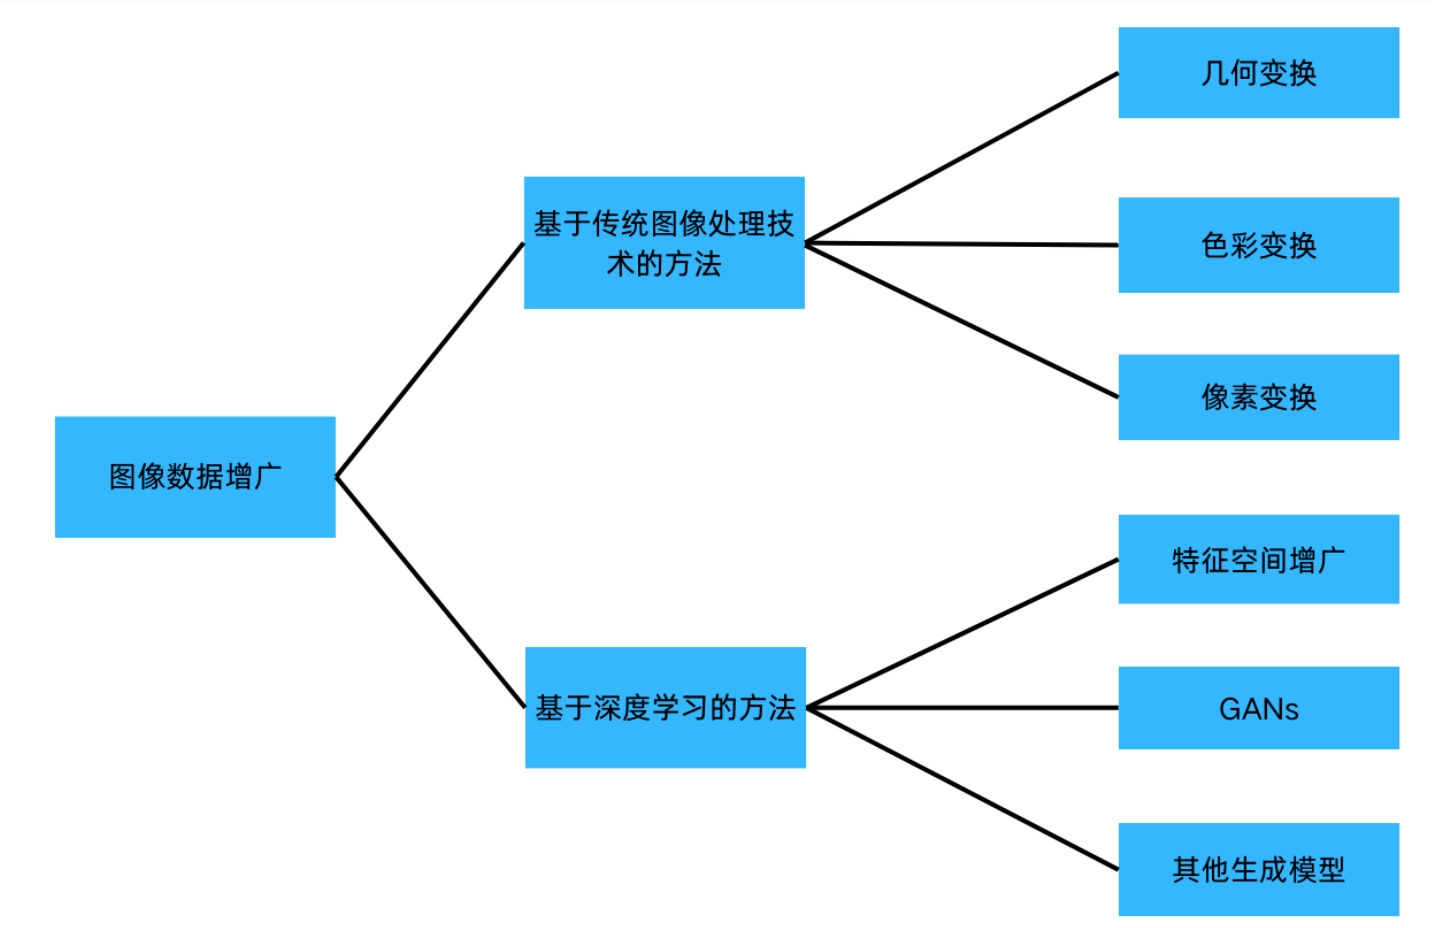 图像数据增广
基于传统图像处理技
术的方法
几何变换
色彩变换
像素变换
基于深度学习的方法
特征空间增广
GANs
其他生成模型